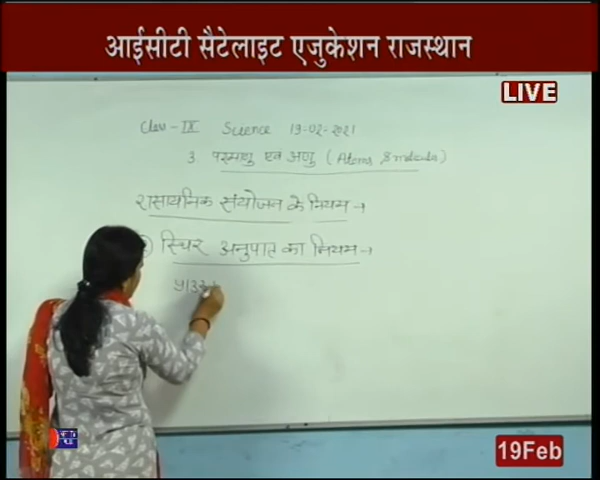 आईसीटी सैटेलाइट एजुकेशन राजस्थान
LIVE
Class - IX Science 19-02-2021
3. परमाणु एवं अणु (Atoms & molecules)
रासायनिक संयोजन के नियम →
स्थिर अनुपात का नियम →
19Feb